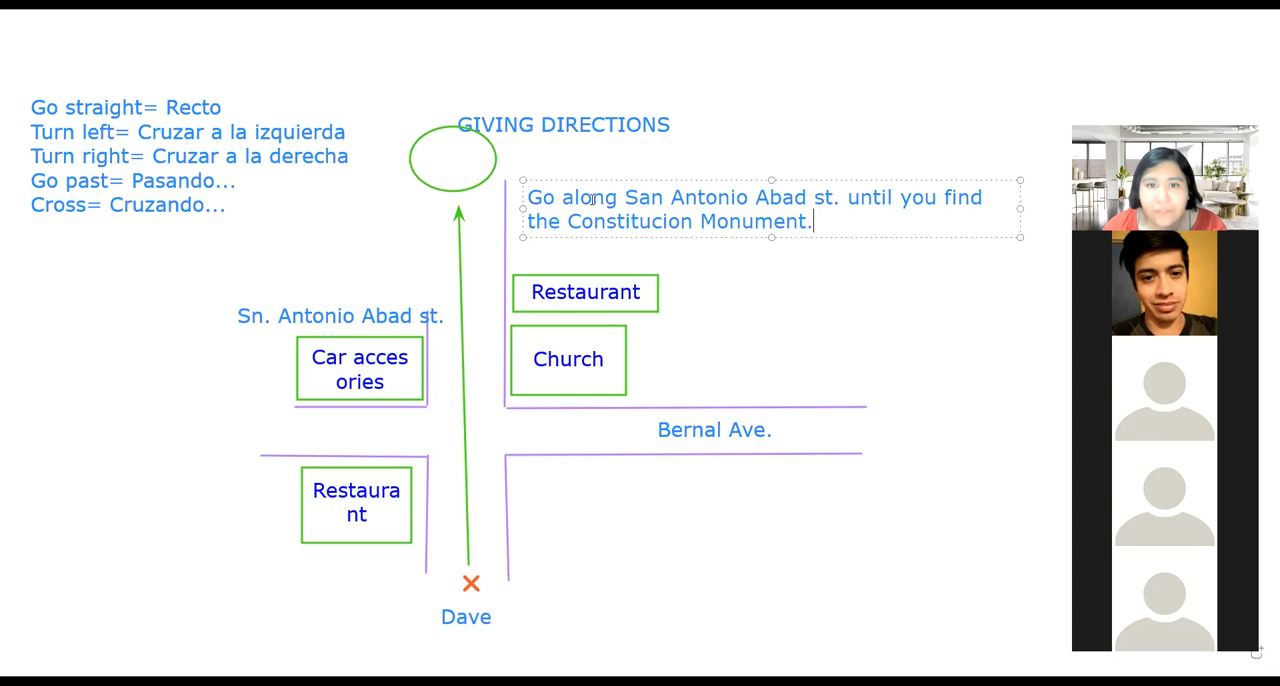 GIVING DIRECTIONS
Go straight= Recto
Turn left= Cruzar a la izquierda
Turn right= Cruzar a la derecha
Go past= Pasando...
Cross= Cruzando...
Go along San Antonio Abad st. until you find
the Constitucion Monument.
Restaurant
Sn. Antonio Abad st.
Car acces
ories
Church
Bernal Ave.
Restaura
nt
Dave